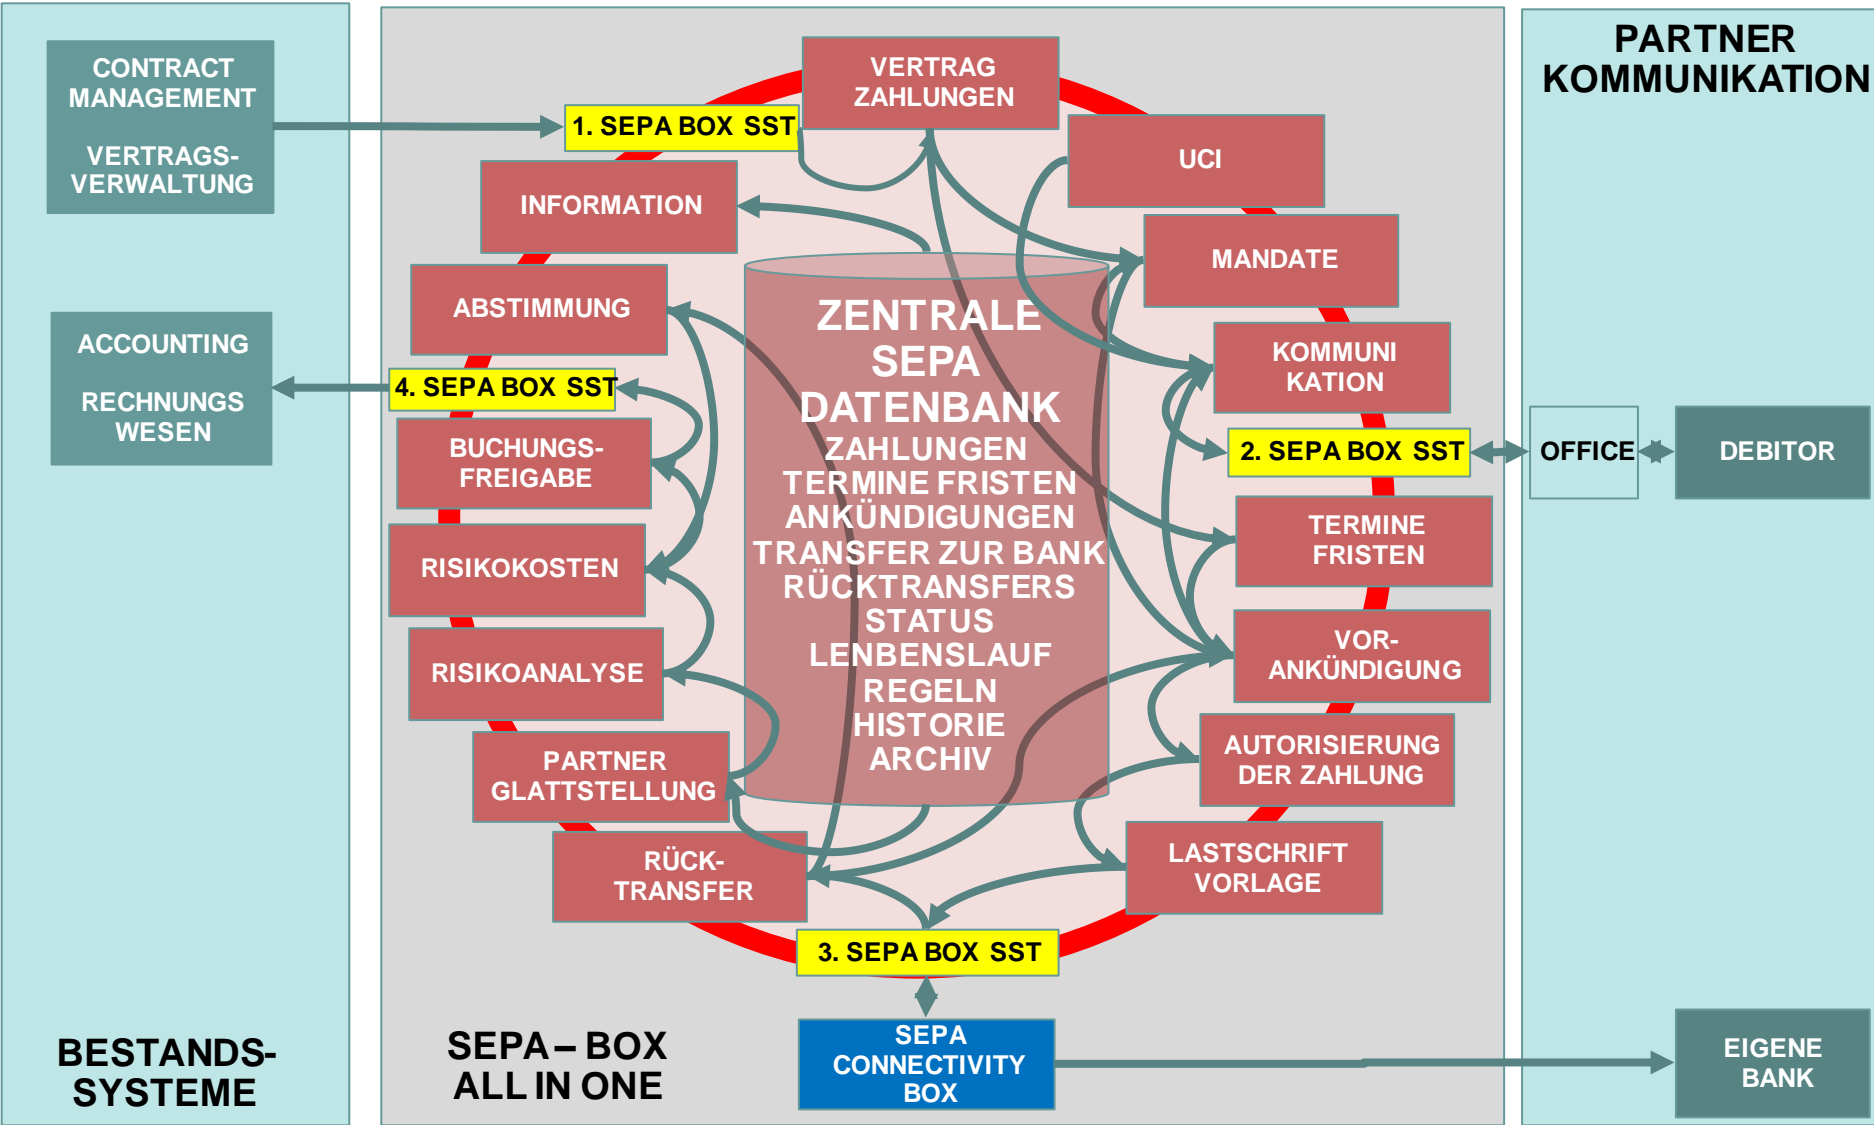 CONTRACT
MANAGEMENT
VERTRAGS-
VERWALTUNG
ACCOUNTING
RECHNUNGS
WESEN
BESTANDS-
SYSTEME
VERTRAG
ZAHLUNGEN
1. SEPA BOX SST
UCI
INFORMATION
MANDATE
ABSTIMMUNG
KOMMUNI
KATION
4. SEPA BOX SST
2. SEPA BOX SST
BUCHUNGS-
FREIGABE
TERMINE
FRISTEN
RISIKOKOSTEN
VOR-
ANKÜNDIGUNG
RISIKOANALYSE
AUTORISIERUNG
DER ZAHLUNG
PARTNER
GLATTSTELLUNG
LASTSCHRIFT
VORLAGE
RÜCK-
TRANSFER
3. SEPA BOX SST
ZENTRALE
SEPA
DATENBANK
ZAHLUNGEN
TERMINE FRISTEN
ANKÜNDIGUNGEN
TRANSFER ZUR BANK
RÜCKTRANSFERS
STATUS
LENBENSLAUF
REGELN
HISTORIE
ARCHIV
SEPA
CONNECTIVITY
BOX
SEPA – BOX
ALL IN ONE
PARTNER
KOMMUNIKATION
OFFICE
DEBITOR
EIGENE
BANK